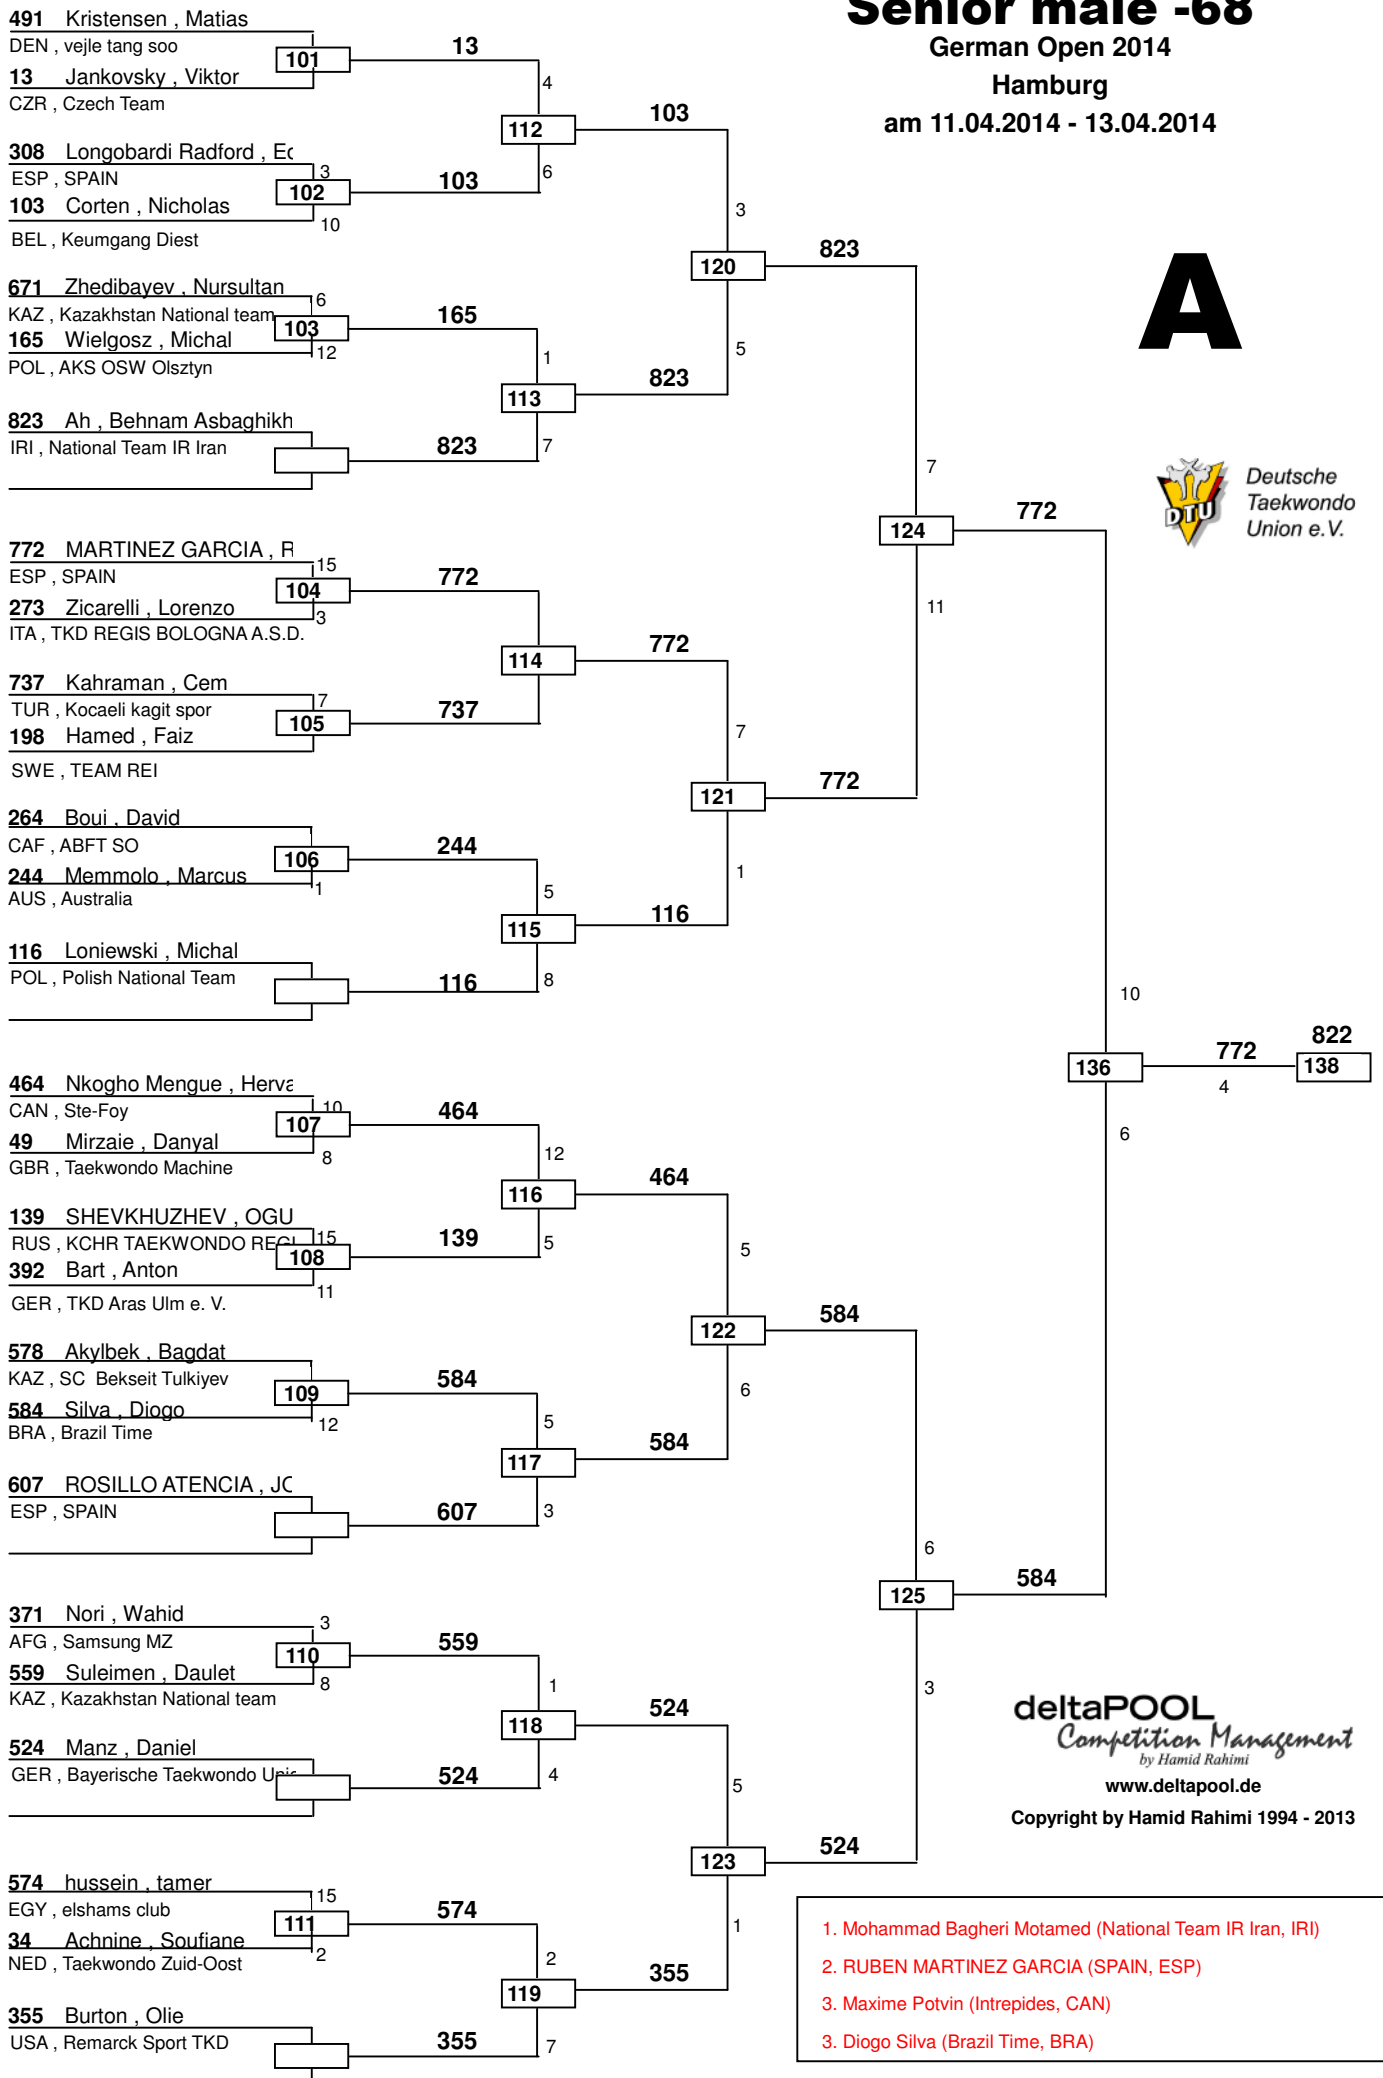 Senior male -68
German Open 2014
Hamburg
am 11.04.2014 - 13.04.2014
A
Deutsche
Taekwondo
Union e.V.
DTU
491 Kristensen , Matias
DEN , vejle tang soo
101
13 Jankovsky , Viktor
CZR , Czech Team
13
4
112
103
308 Longobardi Radford , Ec
3
ESP , SPAIN
102
103
6
103 Corten , Nicholas
10
BEL , Keumgang Diest
3
120
823
671 Zhedibayev , Nursultan
6
KAZ , Kazakhstan National team
103
165
165 Wielgosz , Michal
12
POL , AKS OSW Olsztyn
1
5
113
823
823 Ah , Behnam Asbaghikh
IRI , National Team IR Iran
823
7
7
124
772
772 MARTINEZ GARCIA , R
15
ESP , SPAIN
104
772
273 Zicarelli , Lorenzo
3
ITA , TKD REGIS BOLOGNA A.S.D.
11
114
772
737 Kahraman , Cem
7
TUR , Kocaeli kagit spor
105
737
198 Hamed , Faiz
SWE , TEAM REI
7
121
772
264 Boui , David
CAF , ABFT SO
106
244
244 Memmolo , Marcus
1
AUS , Australia
5
1
115
116
116 Loniewski , Michal
POL , Polish National Team
116
8
10
136
772
4
822
138
6
464 Nkogho Mengue , Herva
10
CAN , Ste-Foy
107
464
49 Mirzaie , Danyal
8
GBR , Taekwondo Machine
12
116
464
139 SHEVKHUZHEV , OGU
15
RUS , KCHR TAEKWONDO REGI
108
139
5
392 Bart , Anton
11
GER , TKD Aras Ulm e. V.
5
122
584
578 Akylbek , Bagdat
KAZ , SC Bekseit Tulkiyev
109
584
584 Silva , Diogo
12
BRA , Brazil Time
5
6
117
584
607 ROSILLO ATENCIA , JC
ESP , SPAIN
607
3
6
125
584
371 Nori , Wahid
3
AFG , Samsung MZ
110
559
559 Suleimen , Daulet
8
KAZ , Kazakhstan National team
1
3
118
524
524 Manz , Daniel
GER , Bayerische Taekwondo Unio
524
4
5
123
524
574 hussein , tamer
15
EGY , elshams club
111
574
34 Achnine , Soufiane
2
NED , Taekwondo Zuid-Oost
2
1
119
355
355 Burton , Olie
USA , Remarck Sport TKD
355
7
deltaPOOL
Competition Management
by Hamid Rahimi
www.deltapool.de
Copyright by Hamid Rahimi 1994 - 2013
1. Mohammad Bagheri Motamed (National Team IR Iran, IRI)
2. RUBEN MARTINEZ GARCIA (SPAIN, ESP)
3. Maxime Potvin (Intrepides, CAN)
3. Diogo Silva (Brazil Time, BRA)